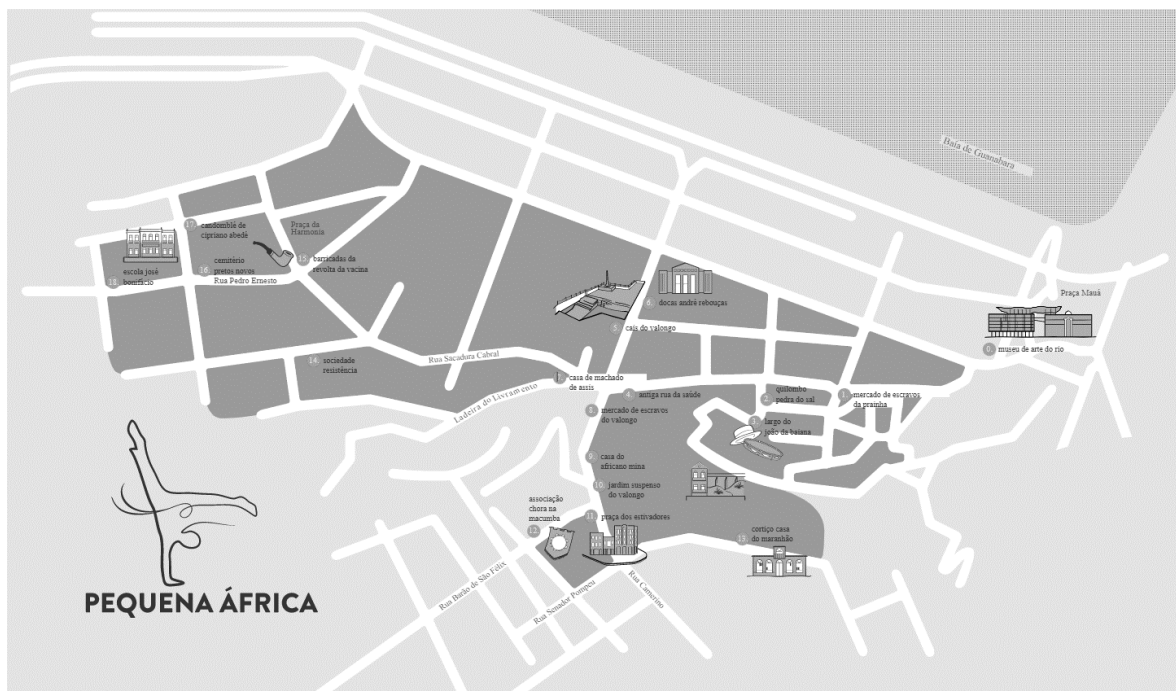 Baía de Guanabara
17. candomblé de
cipriano abedé
Praça da
Harmonia
16. cemitério
pretos novos
Rua Pedro Ernesto
15. barricadas da
revolta da vacina
18. escola josé
bonifácio
6. docas andré rebouças
5. cais do valongo
Praça Mauá
0. museu de arte do rio
14. sociedade
resistência
Rua Sacadura Cabral
casa de machado
de assis
Ladeira do Livramento
4. antiga rua da saúde
2. quilombo
pedra do sal
1. mercado de escravos
da prainha
8. mercado de escravos
do valongo
3. largo do
joão da baiana
9. casa do
africano mina
10. jardim suspenso
do valongo
associação
chora na
macumba
12.
11. praça dos estivadores
13. cortiço casa
do maranhão
Rua Barão de São Félix
Rua Senador Pompeu
Rua Camerino
PEQUENA ÁFRICA